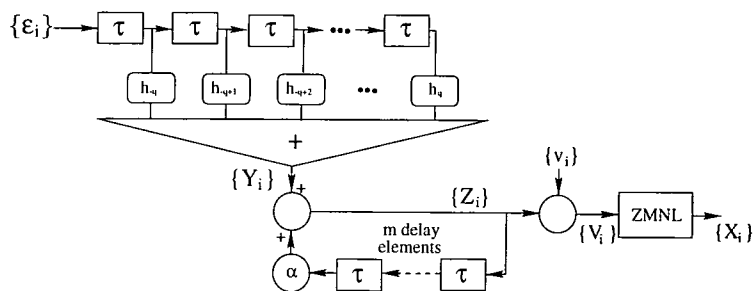 {ε_i} τ τ τ ••• τ
h_-q h_-q+1 h_-q+2 ••• h_q
+
{Y_i} + {Z_i} {v_i}
{V_i} ZMNL {X_i}
+
m delay
elements
α τ τ